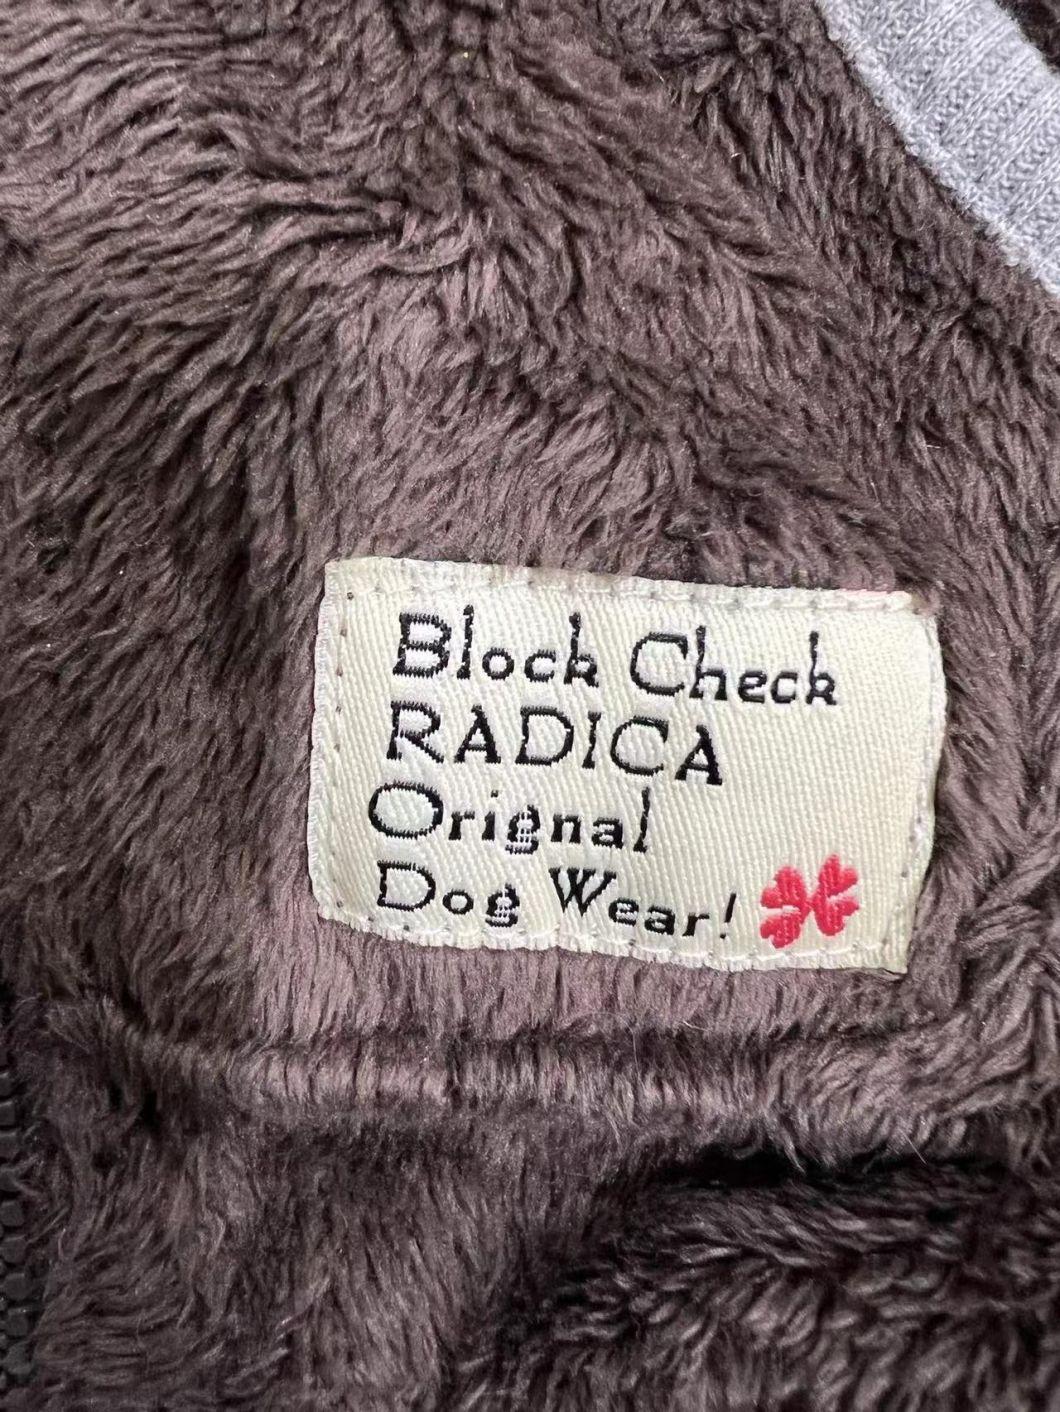 Block Check
RADICA
Orignal
Dog Wear!